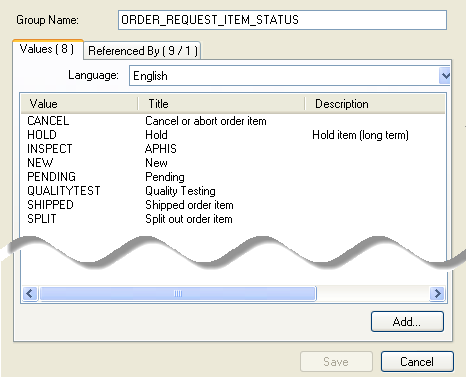 Group Name: ORDER_REQUEST_ITEM_STATUS
Values ( 8 ) Referenced By ( 9 / 1 )
Language: English
Value Title Description
CANCEL Cancel or abort order item
HOLD Hold Hold item (long term)
INSPECT APHIS
NEW New
PENDING Pending
QUALITYTEST Quality Testing
SHIPPED Shipped order item
SPLIT Split out order item
Add...
Save Cancel